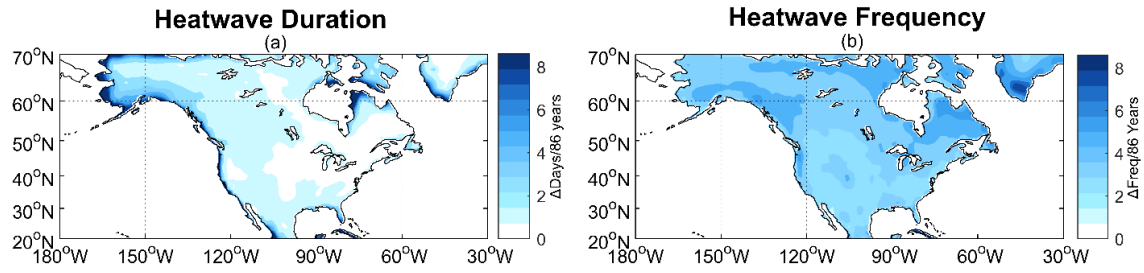 Heatwave Duration
(a)
70°N
60°N
50°N
40°N
30°N
20°N
180°W 150°W 120°W 90°W 60°W 30°W
8
6
4
2
0
ΔDays/86 years
Heatwave Frequency
(b)
70°N
60°N
50°N
40°N
30°N
20°N
180°W 150°W 120°W 90°W 60°W 30°W
8
6
4
2
0
ΔFreq/86 Years